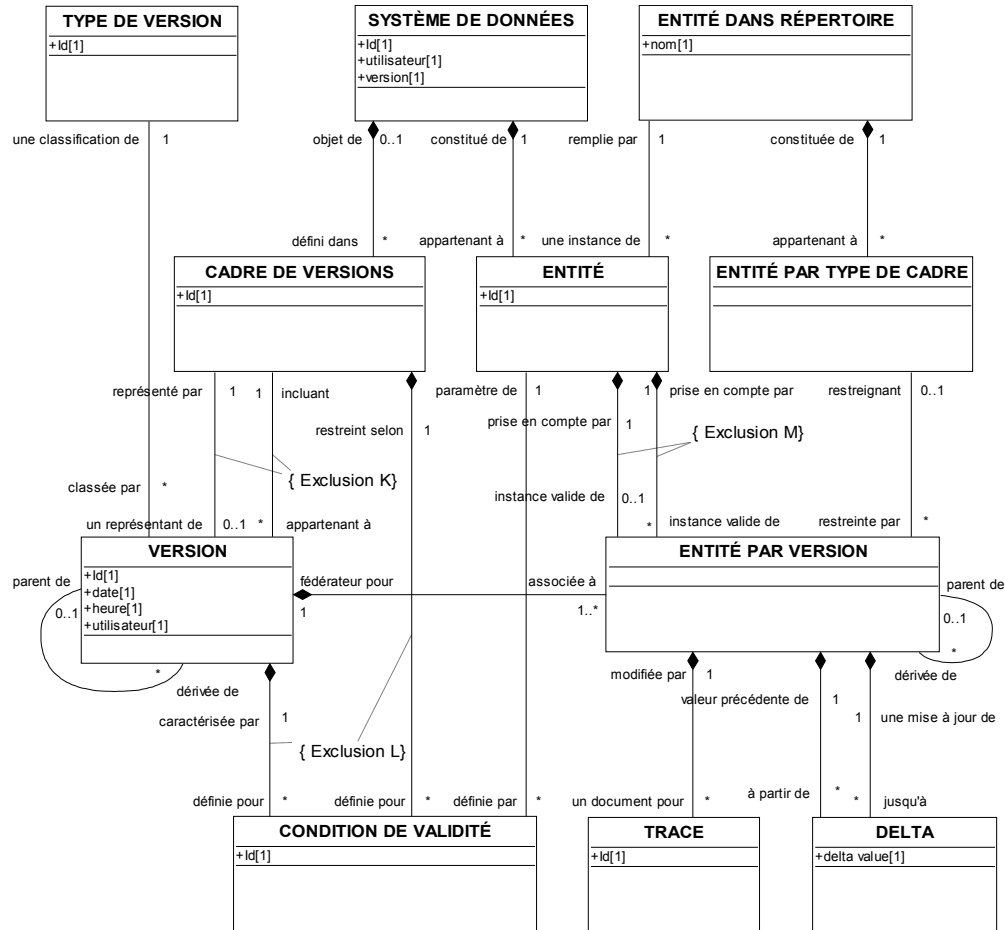 TYPE DE VERSION
+Id[1]
SYSTÈME DE DONNÉES
+Id[1]
+utilisateur[1]
+version[1]
ENTITÉ DANS RÉPERTOIRE
+nom[1]
une classification de 1
objet de 0..1
constitué de 1
remplie par 1
constituée de 1
défini dans *
appartenant à *
une instance de *
appartenant à *
CADRE DE VERSIONS
+Id[1]
ENTITÉ
+Id[1]
ENTITÉ PAR TYPE DE CADRE
représenté par 1
1 incluant
restreint selon 1
paramètre de 1
prise en compte par 1
1 prise en compte par
restreignant 0..1
{ Exclusion K}
{ Exclusion M}
classée par *
un représentant de 0..1
* appartenant à
instance valide de 0..1
* instance valide de
restreinte par *
VERSION
+Id[1]
+date[1]
+heure[1]
+utilisateur[1]
ENTITÉ PAR VERSION
parent de
0..1
*
dérivée de
fédérateur pour
1
associée à
1..*
parent de
0..1
*
dérivée de
caractérisée par 1
{ Exclusion L}
modifiée par 1
valeur précédente de 1
1 une mise à jour de
définie pour *
définie pour *
définie par *
un document pour *
à partir de *
* jusqu'à
CONDITION DE VALIDITÉ
+Id[1]
TRACE
+Id[1]
DELTA
+delta value[1]